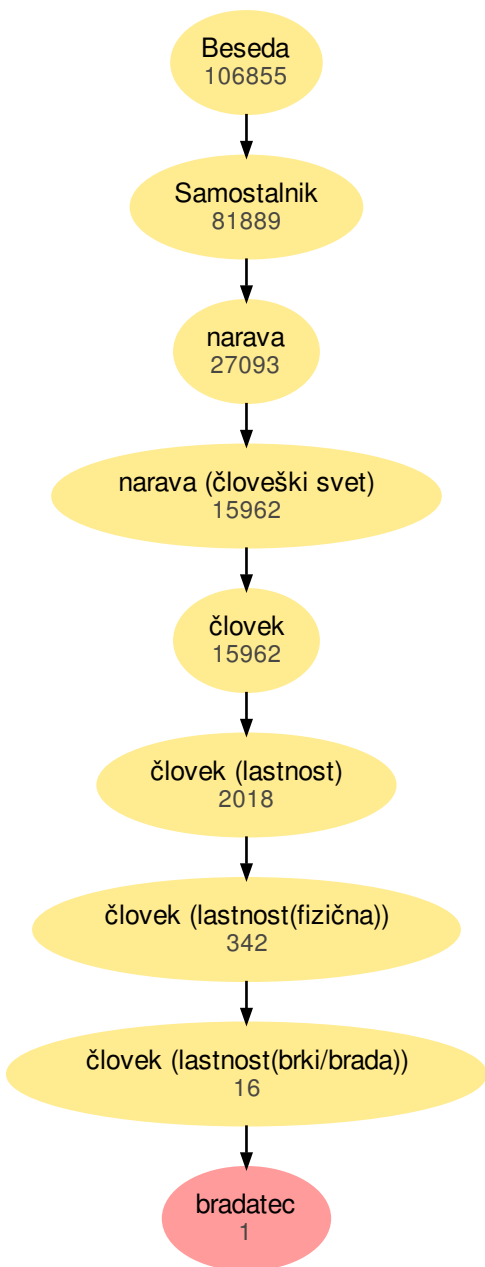 Beseda
106855
Samostalnik
81889
narava
27093
narava (človeški svet)
15962
človek
15962
človek (lastnost)
2018
človek (lastnost(fizična))
342
človek (lastnost(brki/brada))
16
bradatec
1